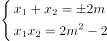 x₁ + x₂ = ±2m
x₁x₂ = 2m² − 2